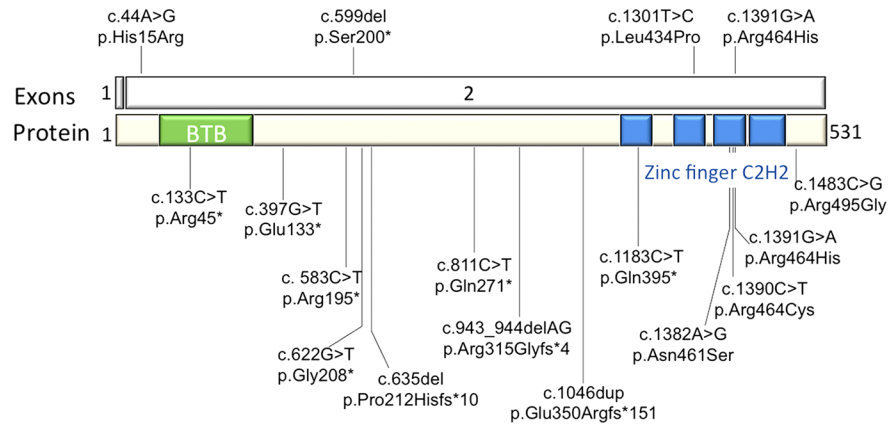 c.44A>G
p.His15Arg
c.599del
p.Ser200*
c.1301T>C
p.Leu434Pro
c.1391G>A
p.Arg464His
Exons 1 2
Protein 1 BTB 531
Zinc finger C2H2
c.133C>T
p.Arg45*
c.397G>T
p.Glu133*
c.1483C>G
p.Arg495Gly
c. 583C>T
p.Arg195*
c.811C>T
p.Gln271*
c.1183C>T
p.Gln395*
c.1391G>A
p.Arg464His
c.1390C>T
p.Arg464Cys
c.943_944delAG
p.Arg315Glyfs*4
c.1382A>G
p.Asn461Ser
c.622G>T
p.Gly208*
c.635del
p.Pro212Hisfs*10
c.1046dup
p.Glu350Argfs*151